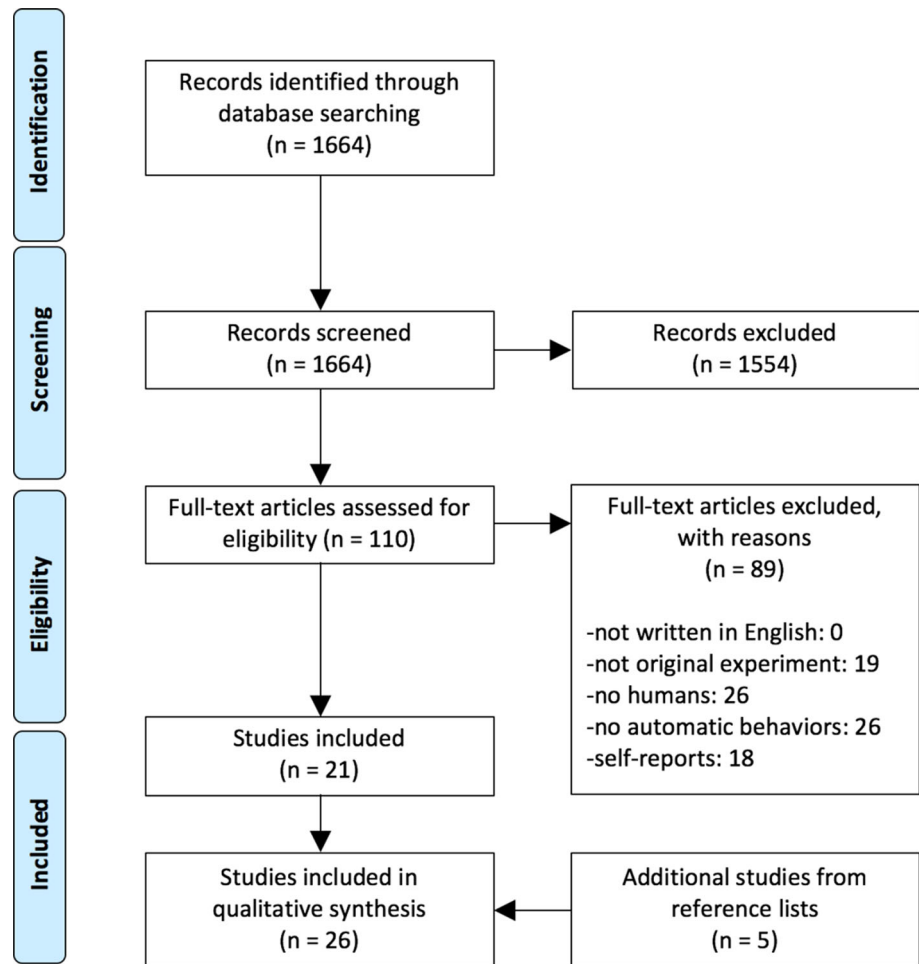 Identification
Records identified through
database searching
(n = 1664)
Screening
Records screened
(n = 1664)
Records excluded
(n = 1554)
Eligibility
Full-text articles assessed for
eligibility (n = 110)
Full-text articles excluded,
with reasons
(n = 89)
-not written in English: 0
-not original experiment: 19
-no humans: 26
-no automatic behaviors: 26
-self-reports: 18
Studies included
(n = 21)
Included
Studies included in
qualitative synthesis
(n = 26)
Additional studies from
reference lists
(n = 5)